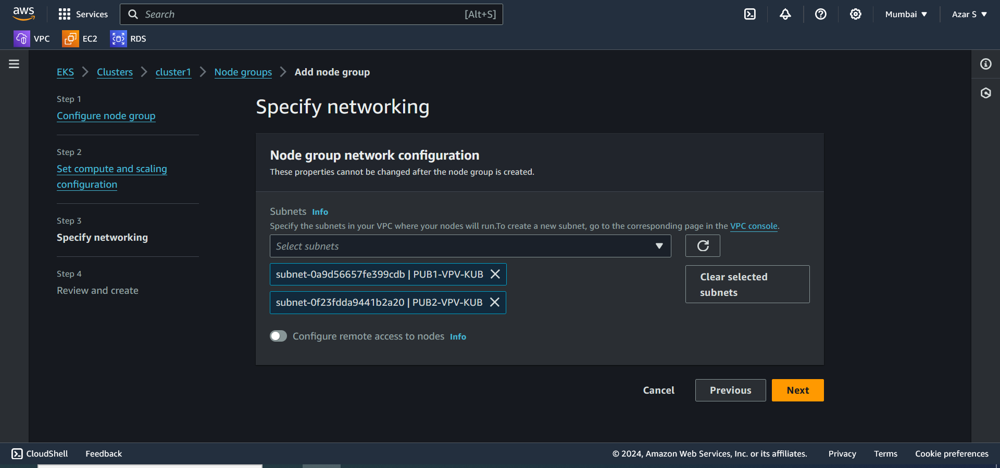 aws
Services
Search
[Alt+S]
Mumbai
Azar S
VPC
EC2
RDS
EKS
Clusters
cluster1
Node groups
Add node group
Step 1
Configure node group
Step 2
Set compute and scaling
configuration
Step 3
Specify networking
Step 4
Review and create
Specify networking
Node group network configuration
These properties cannot be changed after the node group is created.
Subnets Info
Specify the subnets in your VPC where your nodes will run.To create a new subnet, go to the corresponding page in the VPC console.
Select subnets
subnet-0a9d56657fe399cdb | PUB1-VPV-KUB
subnet-0f23fdda9441b2a20 | PUB2-VPV-KUB
Clear selected
subnets
Configure remote access to nodes Info
Cancel
Previous
Next
CloudShell
Feedback
© 2024, Amazon Web Services, Inc. or its affiliates.
Privacy
Terms
Cookie preferences